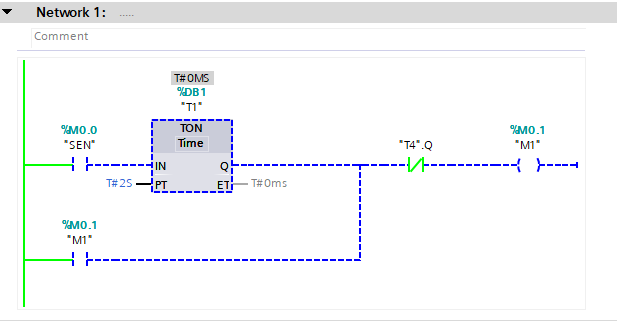 Network 1: .....
Comment
T#0MS
%DB1
"T1"
%M0.0
"SEN"
TON
Time
"T4".Q
%M0.1
"M1"
IN
Q
T#2S
PT
ET
T#0ms
%M0.1
"M1"